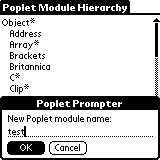 Poplet Module Hierarchy
Object*
Address
Array*
Brackets
Britannica
C*
Clip*
Poplet Prompter
New Poplet module name:
test
OK Cancel